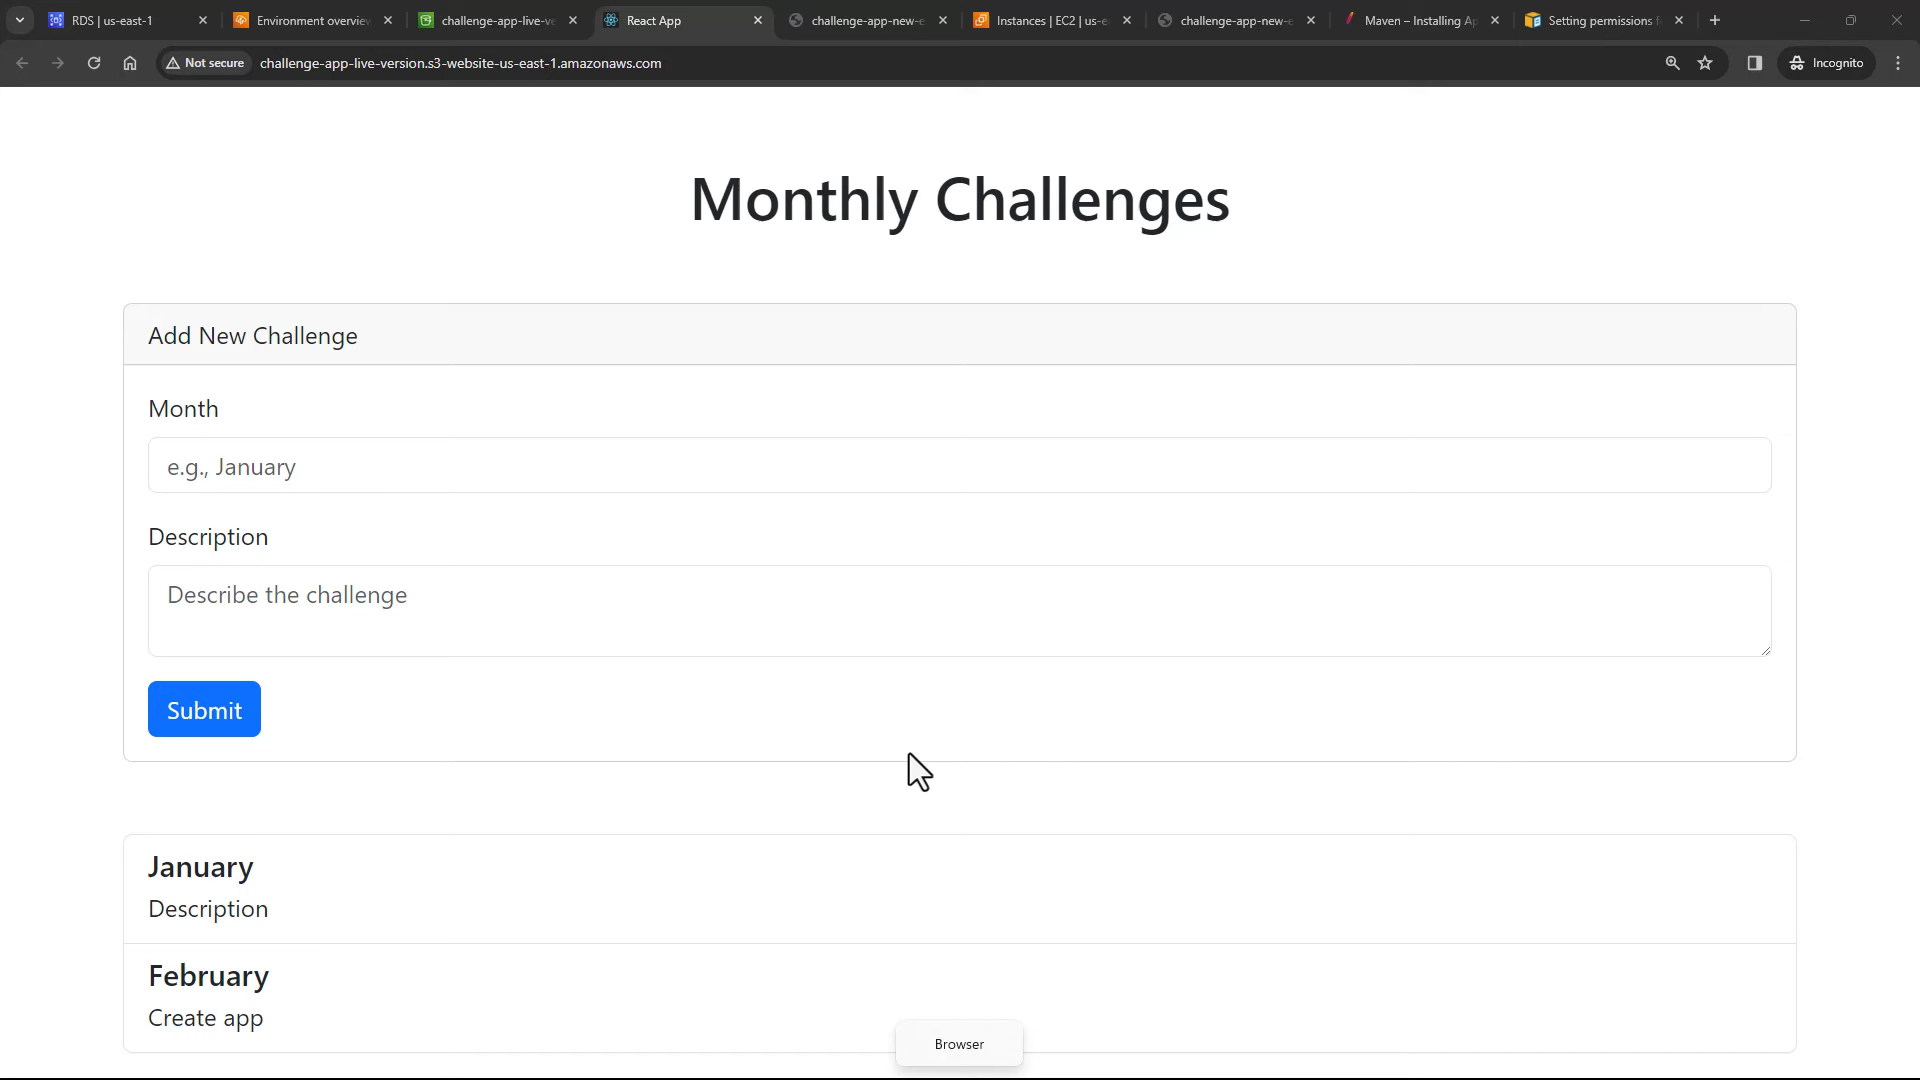 RDS | us-east-1
Environment overview
challenge-app-live-ve
React App
challenge-app-new-e
Instances | EC2 | us-e
challenge-app-new-e
Maven – Installing Ap
Setting permissions f
Not secure
challenge-app-live-version.s3-website-us-east-1.amazonaws.com
Incognito
Monthly Challenges
Add New Challenge
Month
e.g., January
Description
Describe the challenge
Submit
January
Description
February
Create app
Browser